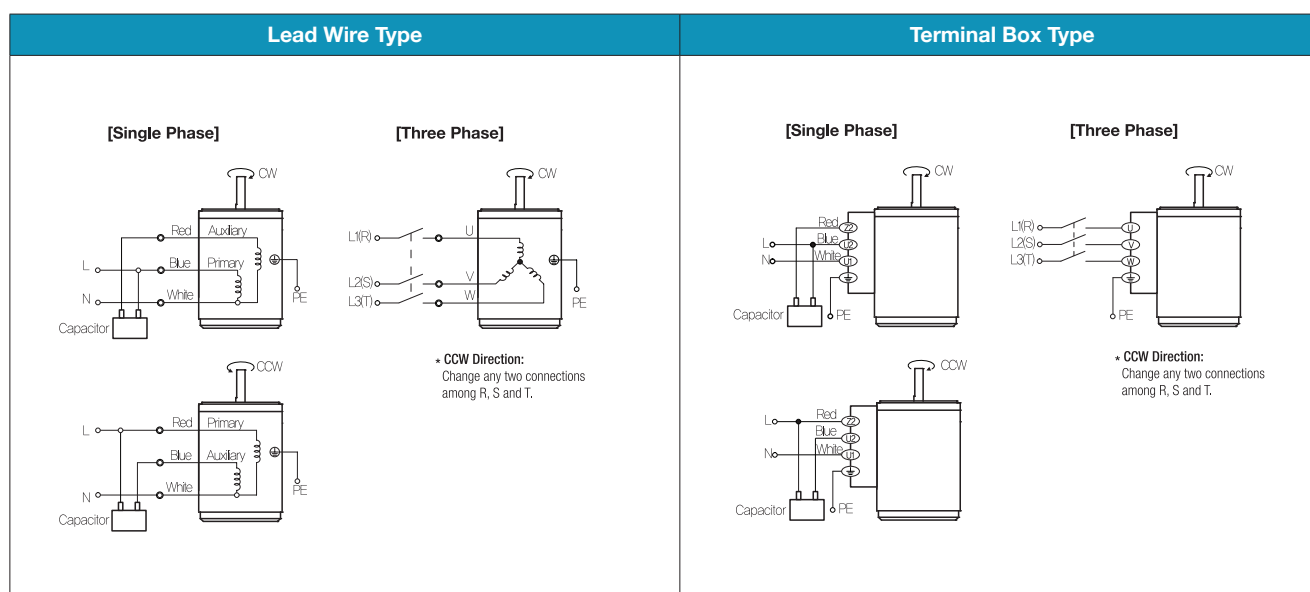 Lead Wire Type
[Single Phase]
CW
Red Auxiliary
L Blue Primary
N White
PE
Capacitor
CCW
L Red Primary
Blue Auxiliary
N White
PE
Capacitor
[Three Phase]
CW
L1(R) U
L2(S) V
L3(T) W
PE
* CCW Direction:
Change any two connections
among R, S and T.
Terminal Box Type
[Single Phase]
CW
Red Z2
L Blue U2
N White U1
Capacitor PE
CCW
L Red Z2
Blue U2
N White U1
Capacitor PE
[Three Phase]
CW
L1(R) U
L2(S) V
L3(T) W
PE
* CCW Direction:
Change any two connections
among R, S and T.